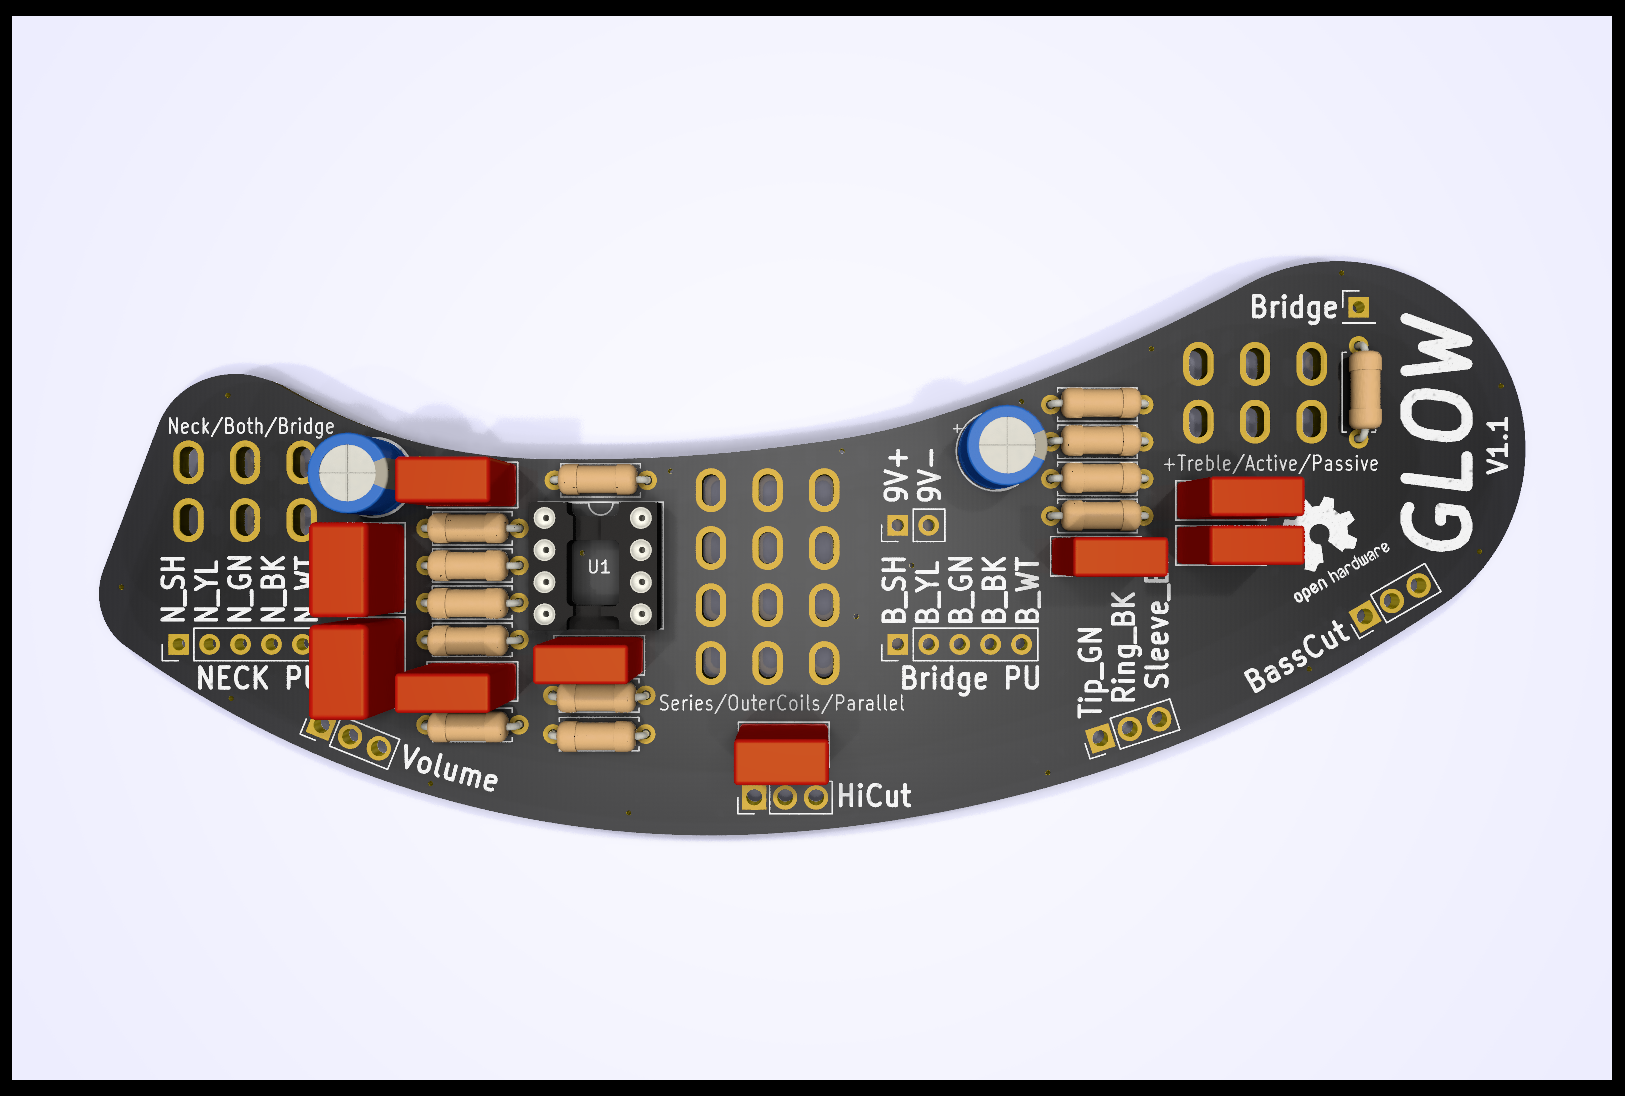 Bridge
GLOW
V1.1
Neck/Both/Bridge
+Treble/Active/Passive
+
9V+
9V-
N_SH
N_YL
N_GN
N_BK
N_WT
U1
B_SH
B_YL
B_GN
B_BK
B_WT
open hardware
NECK PU
Bridge PU
Tip_GN
Ring_BK
Sleeve_
BassCut
Series/OuterCoils/Parallel
Volume
HiCut